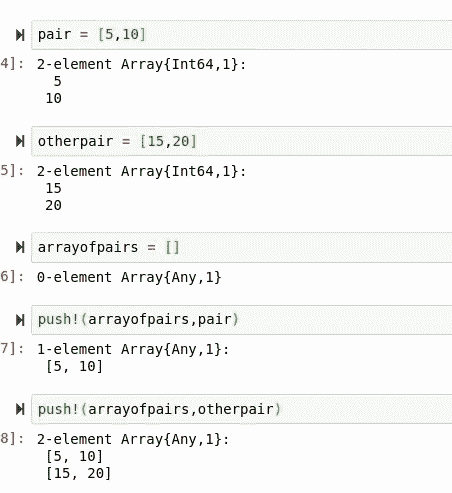 pair = [5,10]
4]: 2-element Array{Int64,1}:
5
10
otherpair = [15,20]
5]: 2-element Array{Int64,1}:
15
20
arrayofpairs = []
6]: 0-element Array{Any,1}
push!(arrayofpairs,pair)
7]: 1-element Array{Any,1}:
[5, 10]
push!(arrayofpairs,otherpair)
8]: 2-element Array{Any,1}:
[5, 10]
[15, 20]